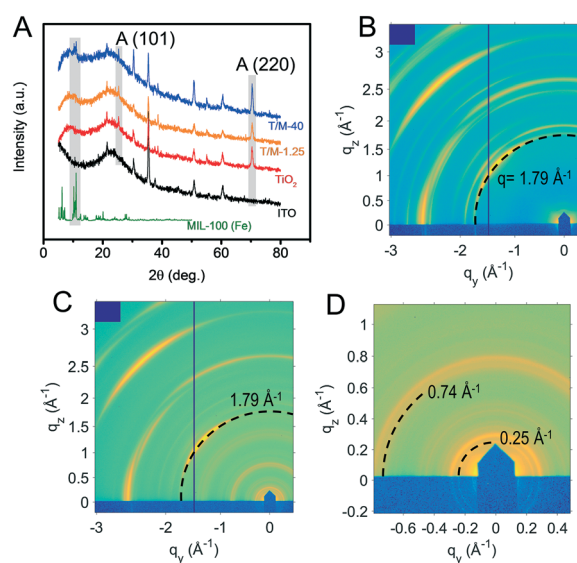 A
A (101)
A (220)
T/M-40
T/M-1.25
TiO₂
ITO
MIL-100 (Fe)
Intensity (a.u.)
0 20 40 60 80
2θ (deg.)
B
3
2.5
2
1.5
1
0.5
0
qz (Å-1)
q= 1.79 Å-1
-3 -2 -1 0
qy (Å-1)
C
3
2.5
2
1.5
1
0.5
0
qz (Å-1)
1.79 Å-1
-3 -2 -1 0
qy (Å-1)
D
1
0.8
0.6
0.4
0.2
0
-0.2
qz (Å-1)
0.74 Å-1
0.25 Å-1
-0.8 -0.6 -0.4 -0.2 0 0.2 0.4
qy (Å-1)